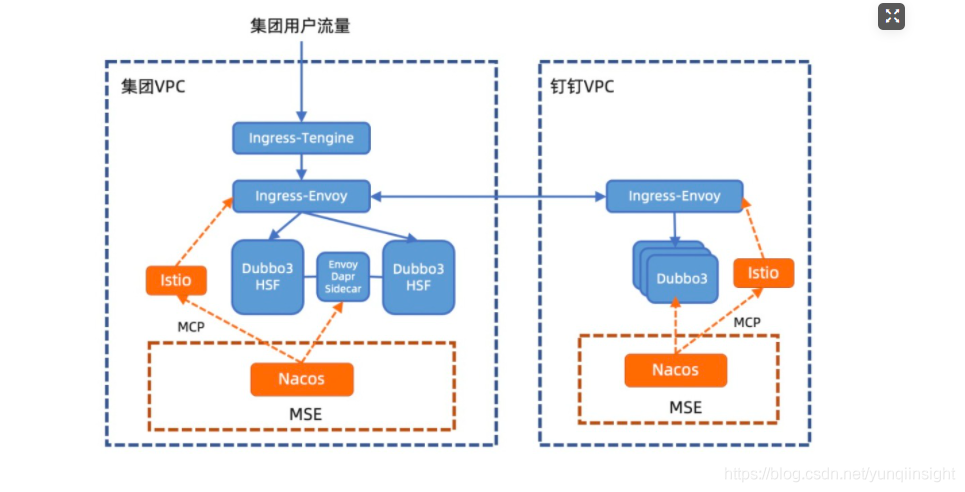 集团用户流量
集团VPC
Ingress-Tengine
Ingress-Envoy
Dubbo3
HSF
Envoy
Dapr
Sidecar
Dubbo3
HSF
Istio
MCP
Nacos
MSE
钉钉VPC
Ingress-Envoy
Dubbo3
Istio
MCP
Nacos
MSE
https://blog.csdn.net/yunqiinsight